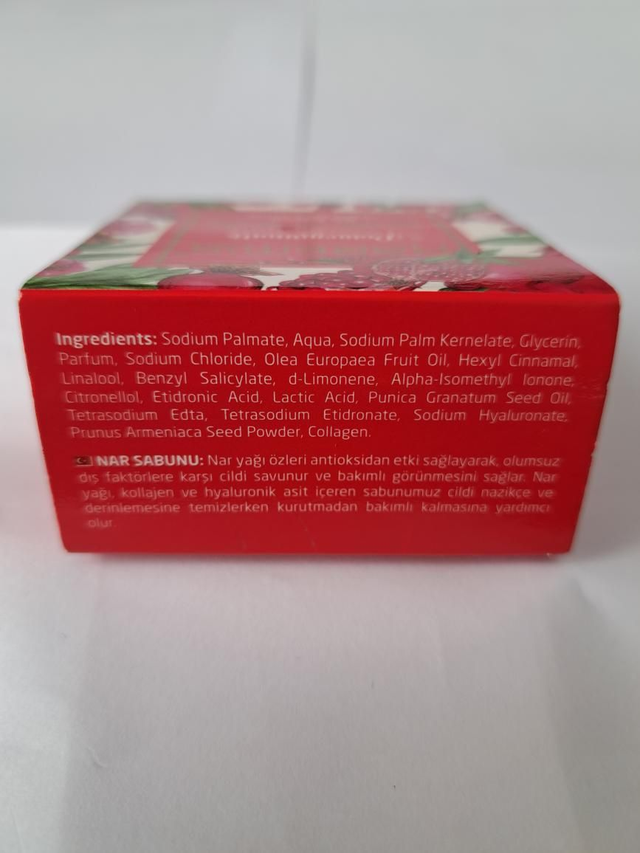 Ingredients: Sodium Palmate, Aqua, Sodium Palm Kernelate, Glycerin,
Parfum, Sodium Chloride, Olea Europaea Fruit Oil, Hexyl Cinnamal,
Linalool, Benzyl Salicylate, d-Limonene, Alpha-Isomethyl Ionone,
Citronellol, Etidronic Acid, Lactic Acid, Punica Granatum Seed Oil,
Tetrasodium Edta, Tetrasodium Etidronate, Sodium Hyaluronate,
Prunus Armeniaca Seed Powder, Collagen.
NAR SABUNU: Nar yağı özleri antioksidan etki sağlayarak, olumsuz
dış faktörlere karşı cildi savunur ve bakımlı görünmesini sağlar. Nar
yağı, kollajen ve hyaluronik asit içeren sabunumuz cildi nazikçe ve
derinlemesine temizlerken kurutmadan bakımlı kalmasına yardımcı
olur.